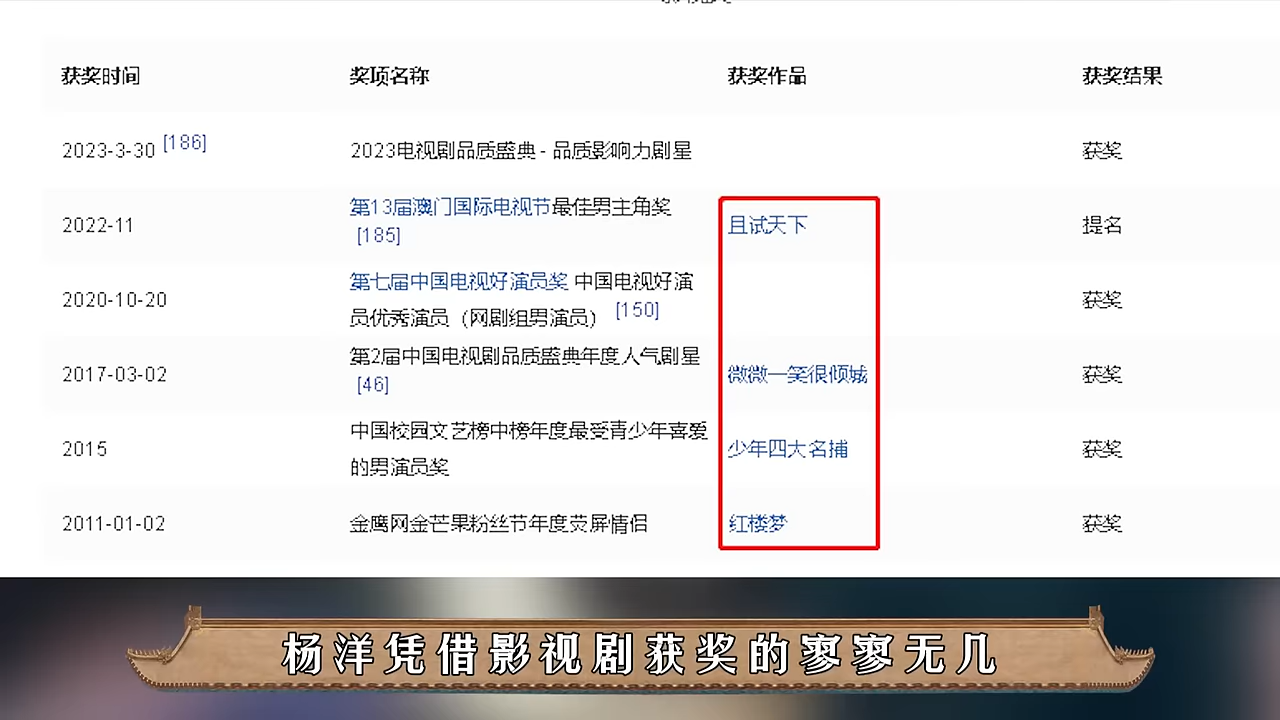 获奖时间 奖项名称 获奖作品 获奖结果
2023-3-30 [186] 2023电视剧品质盛典 - 品质影响力剧星 获奖
2022-11 第13届澳门国际电视节最佳男主角奖 [185] 且试天下 提名
2020-10-20 第七届中国电视好演员奖 中国电视好演
员优秀演员（网剧组男演员） [150] 获奖
2017-03-02 第2届中国电视剧品质盛典年度人气剧星 [46] 微微一笑很倾城 获奖
2015 中国校园文艺榜中榜年度最受青少年喜爱
的男演员奖 少年四大名捕 获奖
2011-01-02 金鹰网金芒果粉丝节年度荧屏情侣 红楼梦 获奖
杨洋凭借影视剧获奖的寥寥无几